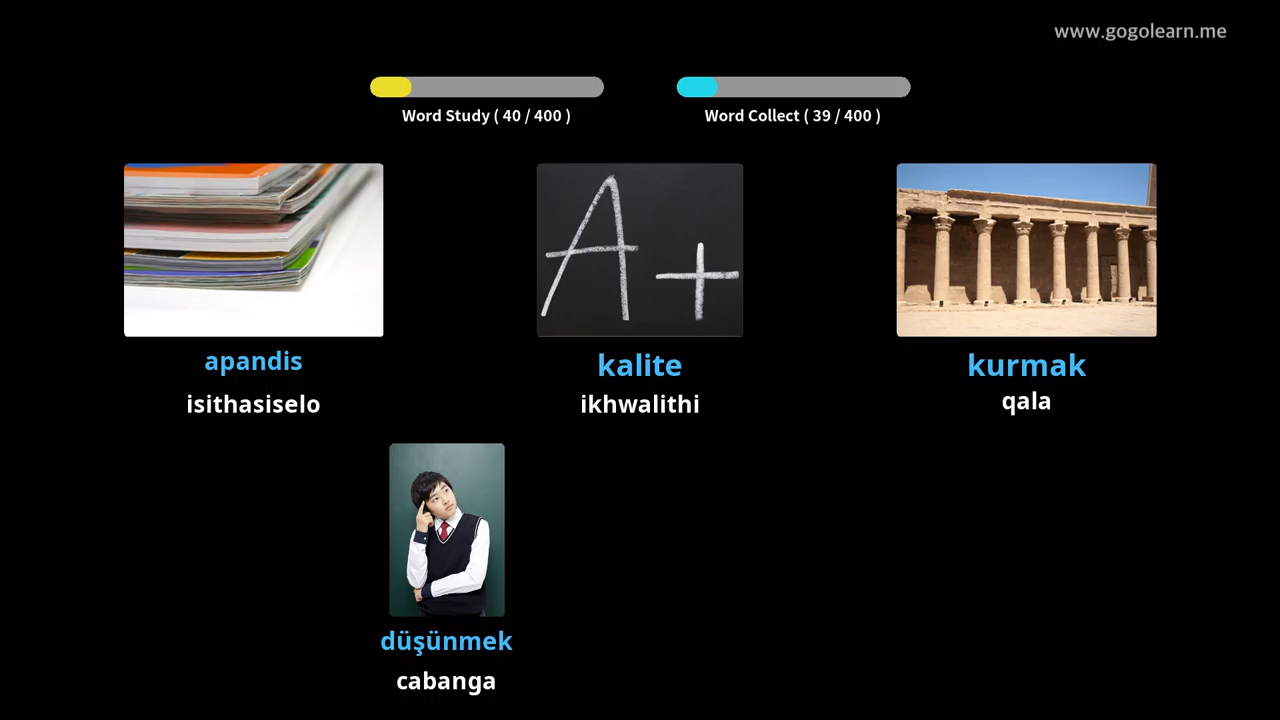 www.gogolearn.me
Word Study ( 40 / 400 )
Word Collect ( 39 / 400 )
A+
apandis
isithasiselo
kalite
ikhwalithi
kurmak
qala
düşünmek
cabanga